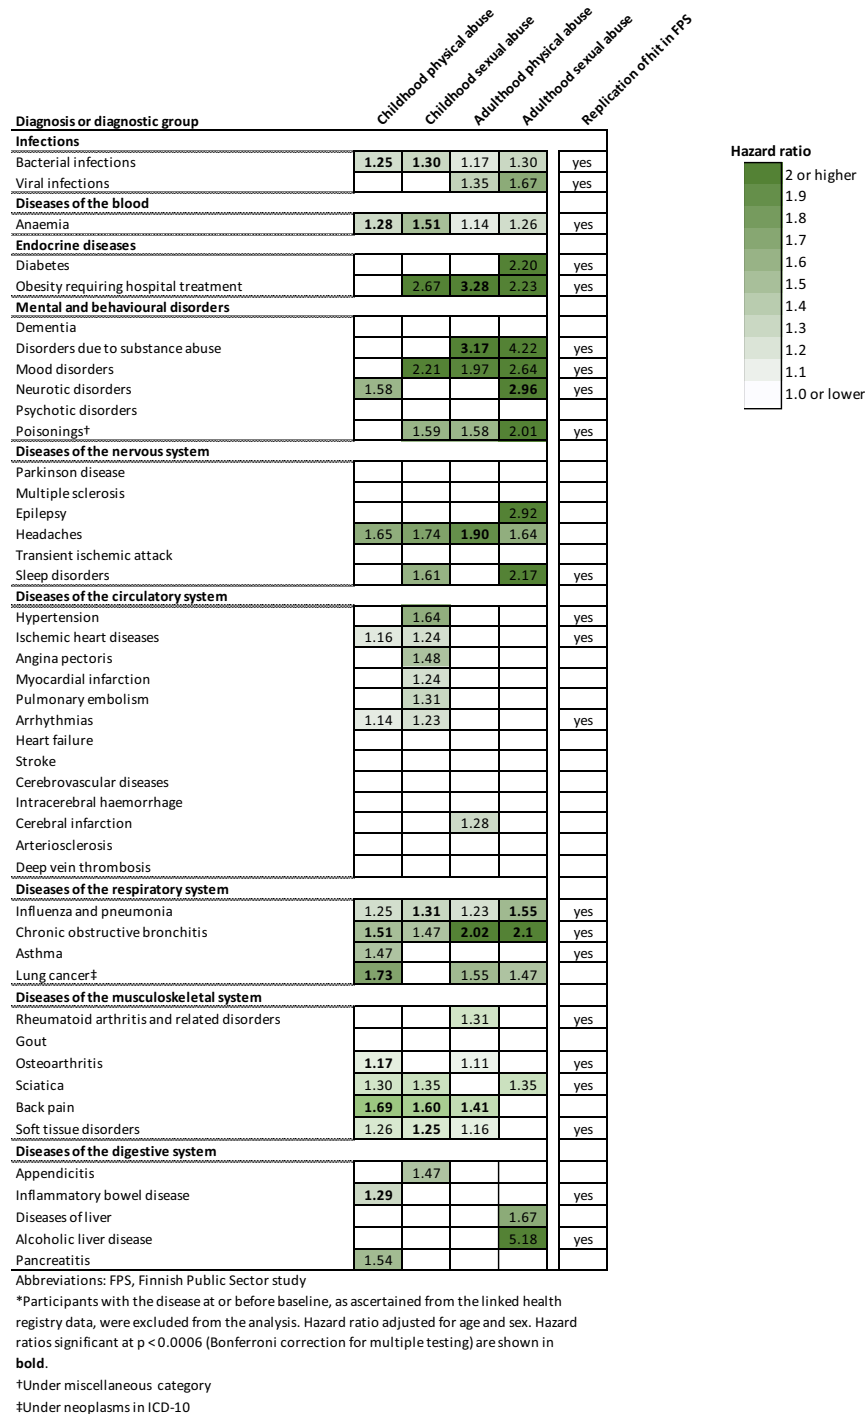 Childhood physical abuse
Childhood sexual abuse
Adulthood physical abuse
Adulthood sexual abuse
Replication of hit in FPS
Diagnosis or diagnostic group
Infections
Bacterial infections 1.25 1.30 1.17 1.30 yes
Viral infections 1.35 1.67 yes
Diseases of the blood
Anaemia 1.28 1.51 1.14 1.26 yes
Endocrine diseases
Diabetes 2.20 yes
Obesity requiring hospital treatment 2.67 3.28 2.23 yes
Mental and behavioural disorders
Dementia
Disorders due to substance abuse 3.17 4.22 yes
Mood disorders 2.21 1.97 2.64 yes
Neurotic disorders 1.58 2.96 yes
Psychotic disorders
Poisonings† 1.59 1.58 2.01 yes
Diseases of the nervous system
Parkinson disease
Multiple sclerosis
Epilepsy 2.92
Headaches 1.65 1.74 1.90 1.64
Transient ischemic attack
Sleep disorders 1.61 2.17 yes
Diseases of the circulatory system
Hypertension 1.64 yes
Ischemic heart diseases 1.16 1.24 yes
Angina pectoris 1.48
Myocardial infarction 1.24
Pulmonary embolism 1.31
Arrhythmias 1.14 1.23 yes
Heart failure
Stroke
Cerebrovascular diseases
Intracerebral haemorrhage
Cerebral infarction 1.28
Arteriosclerosis
Deep vein thrombosis
Diseases of the respiratory system
Influenza and pneumonia 1.25 1.31 1.23 1.55 yes
Chronic obstructive bronchitis 1.51 1.47 2.02 2.1 yes
Asthma 1.47 yes
Lung cancer‡ 1.73 1.55 1.47
Diseases of the musculoskeletal system
Rheumatoid arthritis and related disorders 1.31 yes
Gout
Osteoarthritis 1.17 1.11 yes
Sciatica 1.30 1.35 1.35 yes
Back pain 1.69 1.60 1.41
Soft tissue disorders 1.26 1.25 1.16 yes
Diseases of the digestive system
Appendicitis 1.47
Inflammatory bowel disease 1.29 yes
Diseases of liver 1.67
Alcoholic liver disease 5.18 yes
Pancreatitis 1.54
Abbreviations: FPS, Finnish Public Sector study
*Participants with the disease at or before baseline, as ascertained from the linked health
registry data, were excluded from the analysis. Hazard ratio adjusted for age and sex. Hazard
ratios significant at p < 0.0006 (Bonferroni correction for multiple testing) are shown in
bold.
†Under miscellaneous category
‡Under neoplasms in ICD-10
Hazard ratio
2 or higher
1.9
1.8
1.7
1.6
1.5
1.4
1.3
1.2
1.1
1.0 or lower